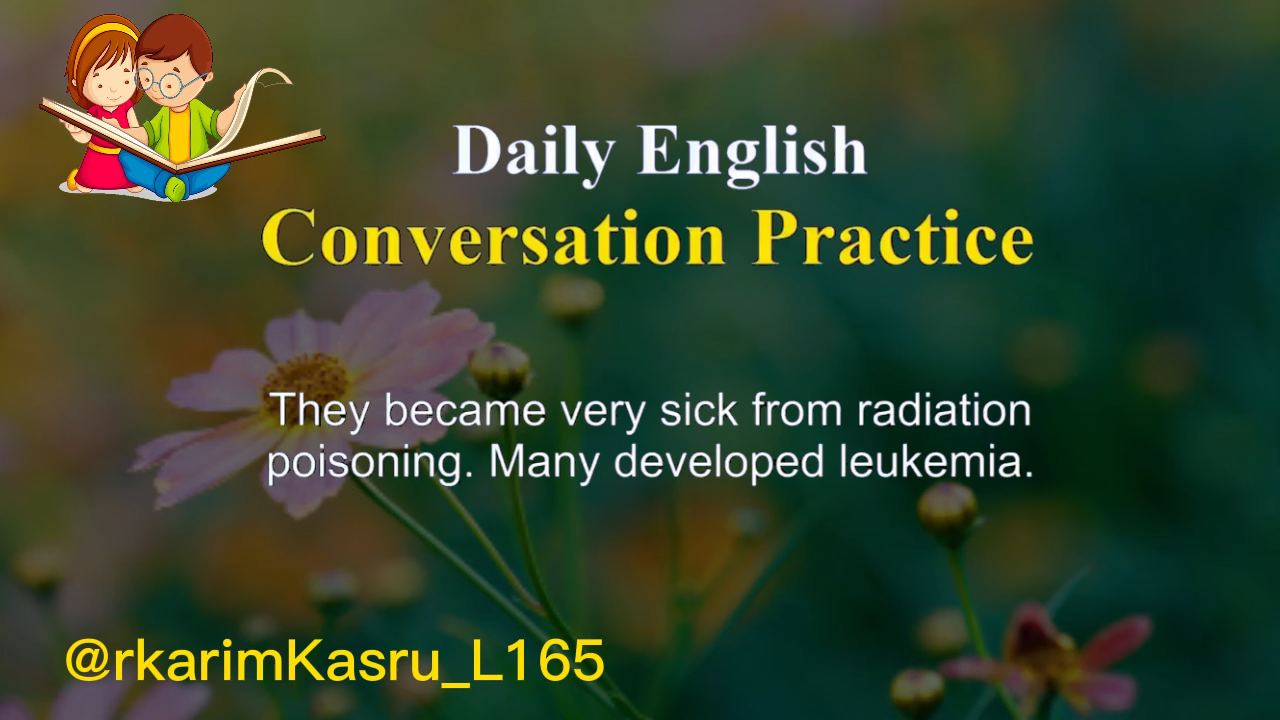 Daily English
Conversation Practice
They became very sick from radiation
poisoning. Many developed leukemia.
@rkarimKasru_L165